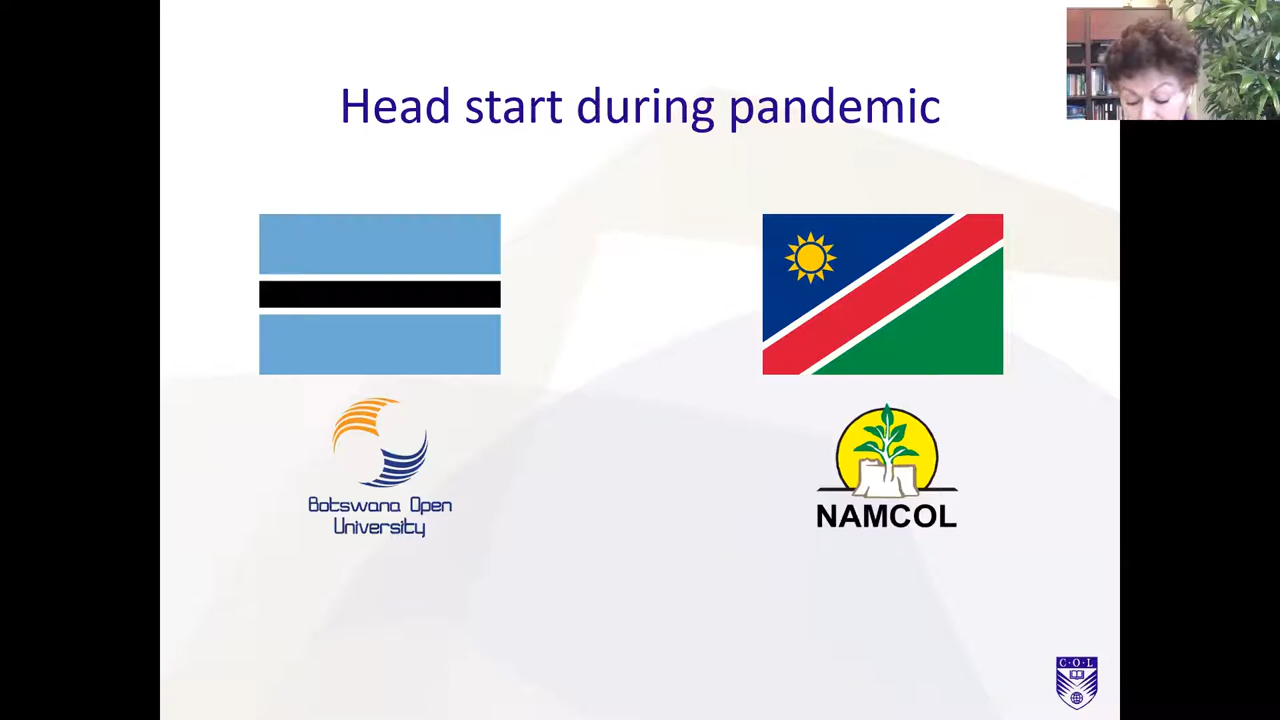 Head start during pandemic
Botswana Open
University
NAMCOL
C·O·L